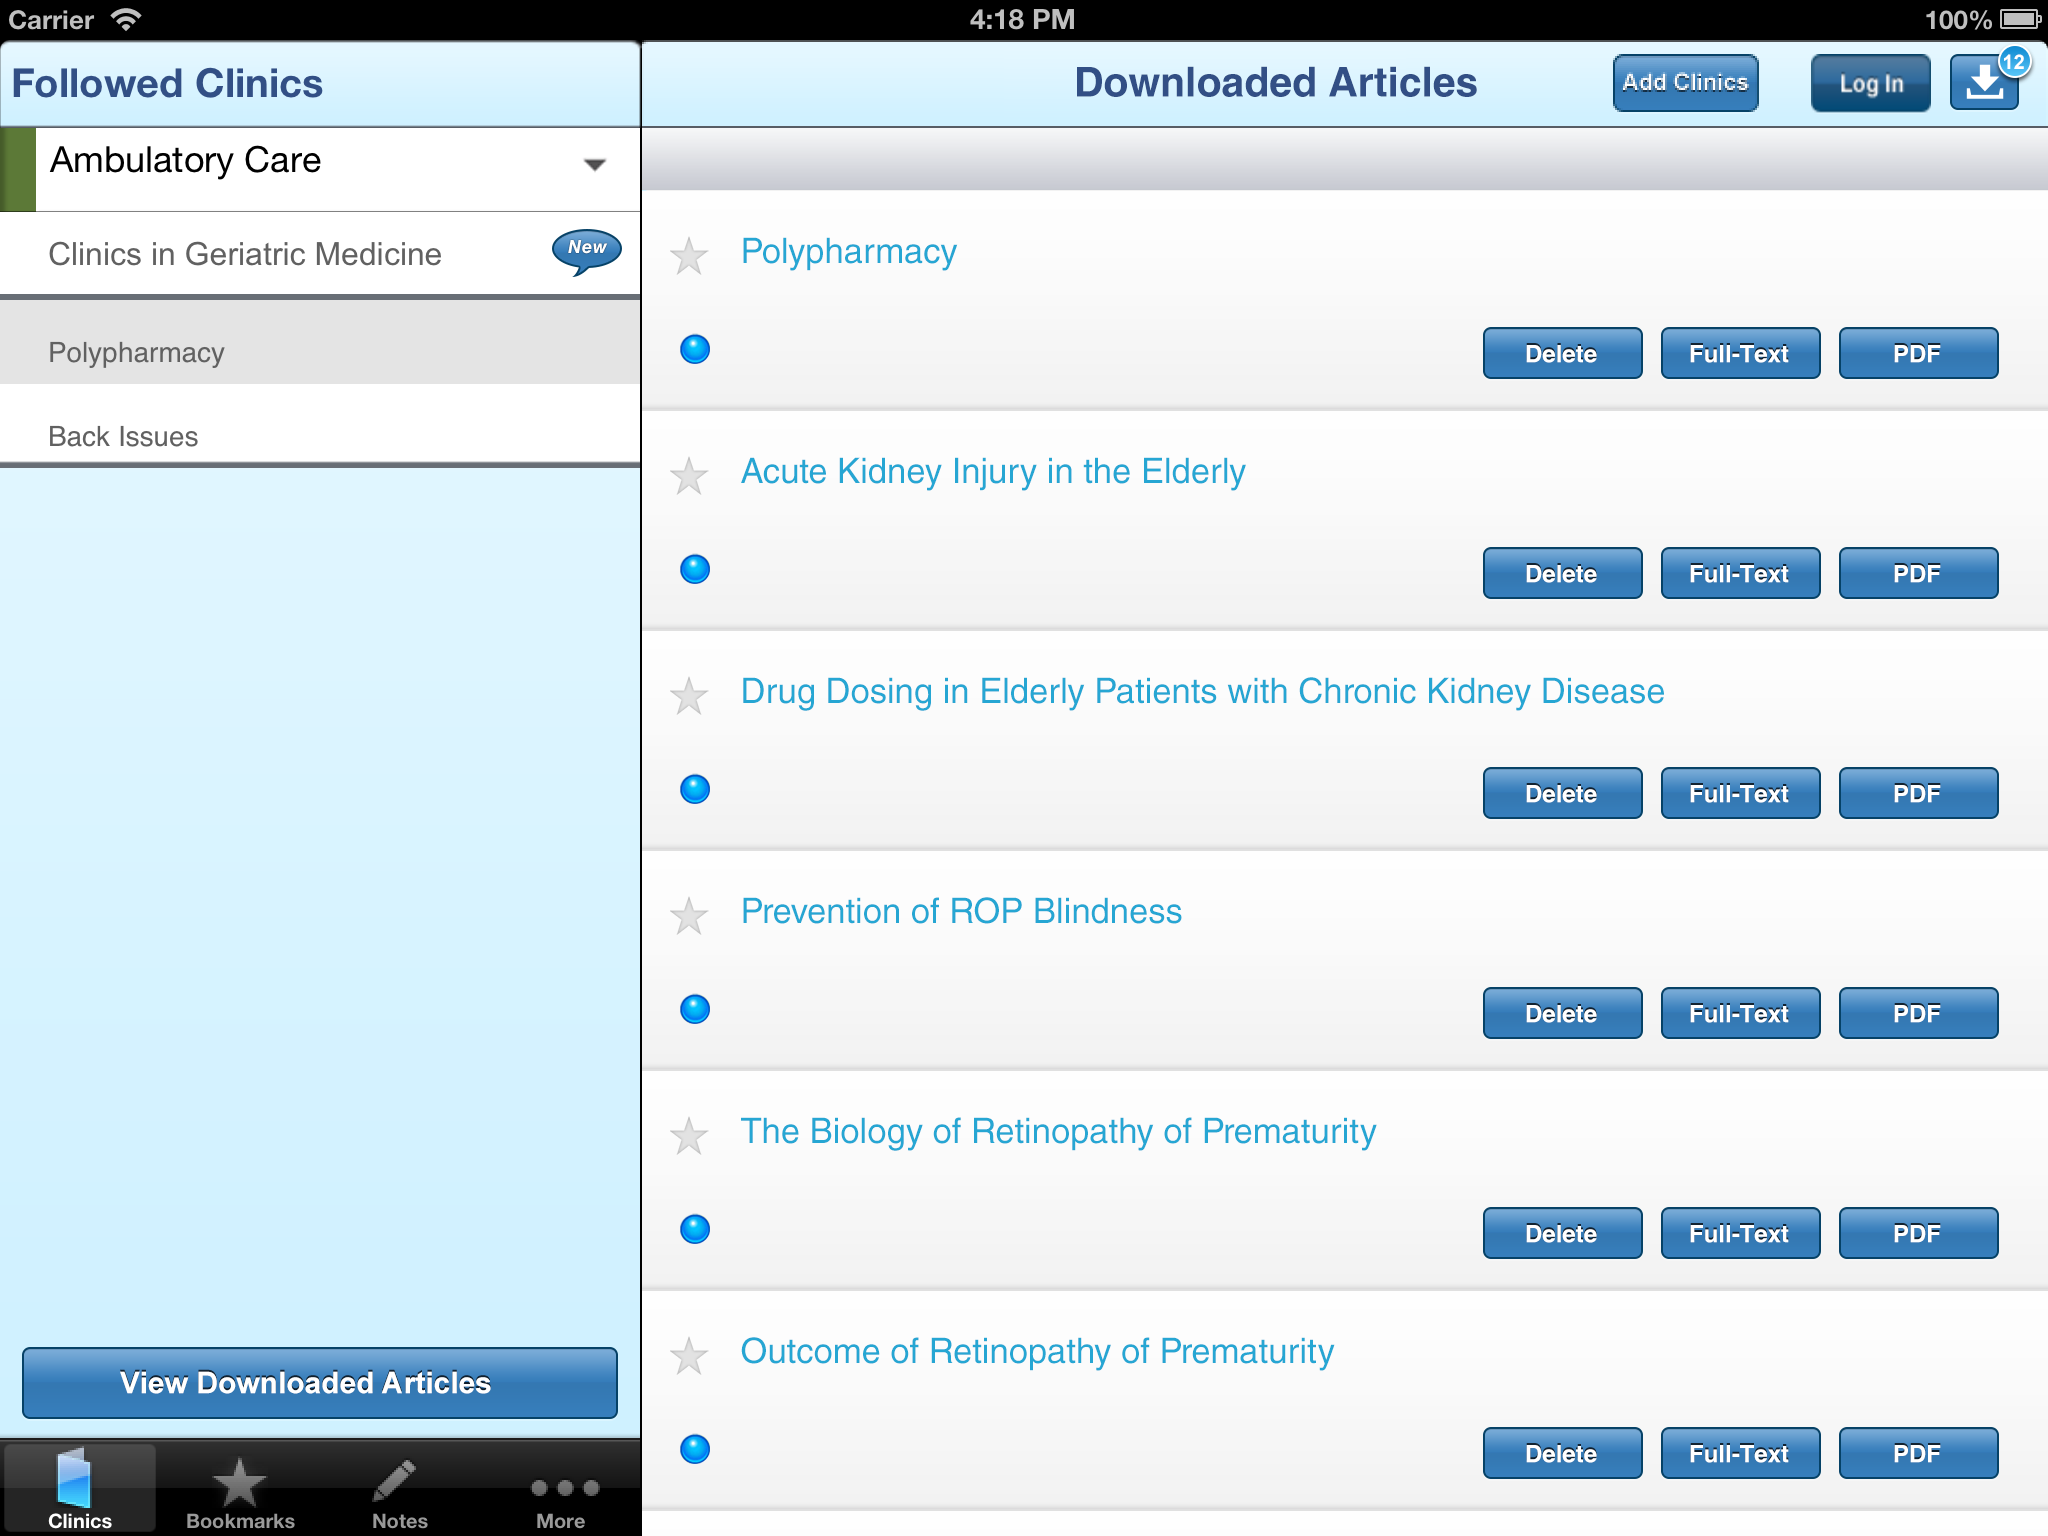 Carrier
4:18 PM
100%
Followed Clinics
Downloaded Articles
Add Clinics
Log In
12
Ambulatory Care
Clinics in Geriatric Medicine
New
Polypharmacy
Back Issues
View Downloaded Articles
Clinics
Bookmarks
Notes
More
Polypharmacy
Delete
Full-Text
PDF
Acute Kidney Injury in the Elderly
Delete
Full-Text
PDF
Drug Dosing in Elderly Patients with Chronic Kidney Disease
Delete
Full-Text
PDF
Prevention of ROP Blindness
Delete
Full-Text
PDF
The Biology of Retinopathy of Prematurity
Delete
Full-Text
PDF
Outcome of Retinopathy of Prematurity
Delete
Full-Text
PDF